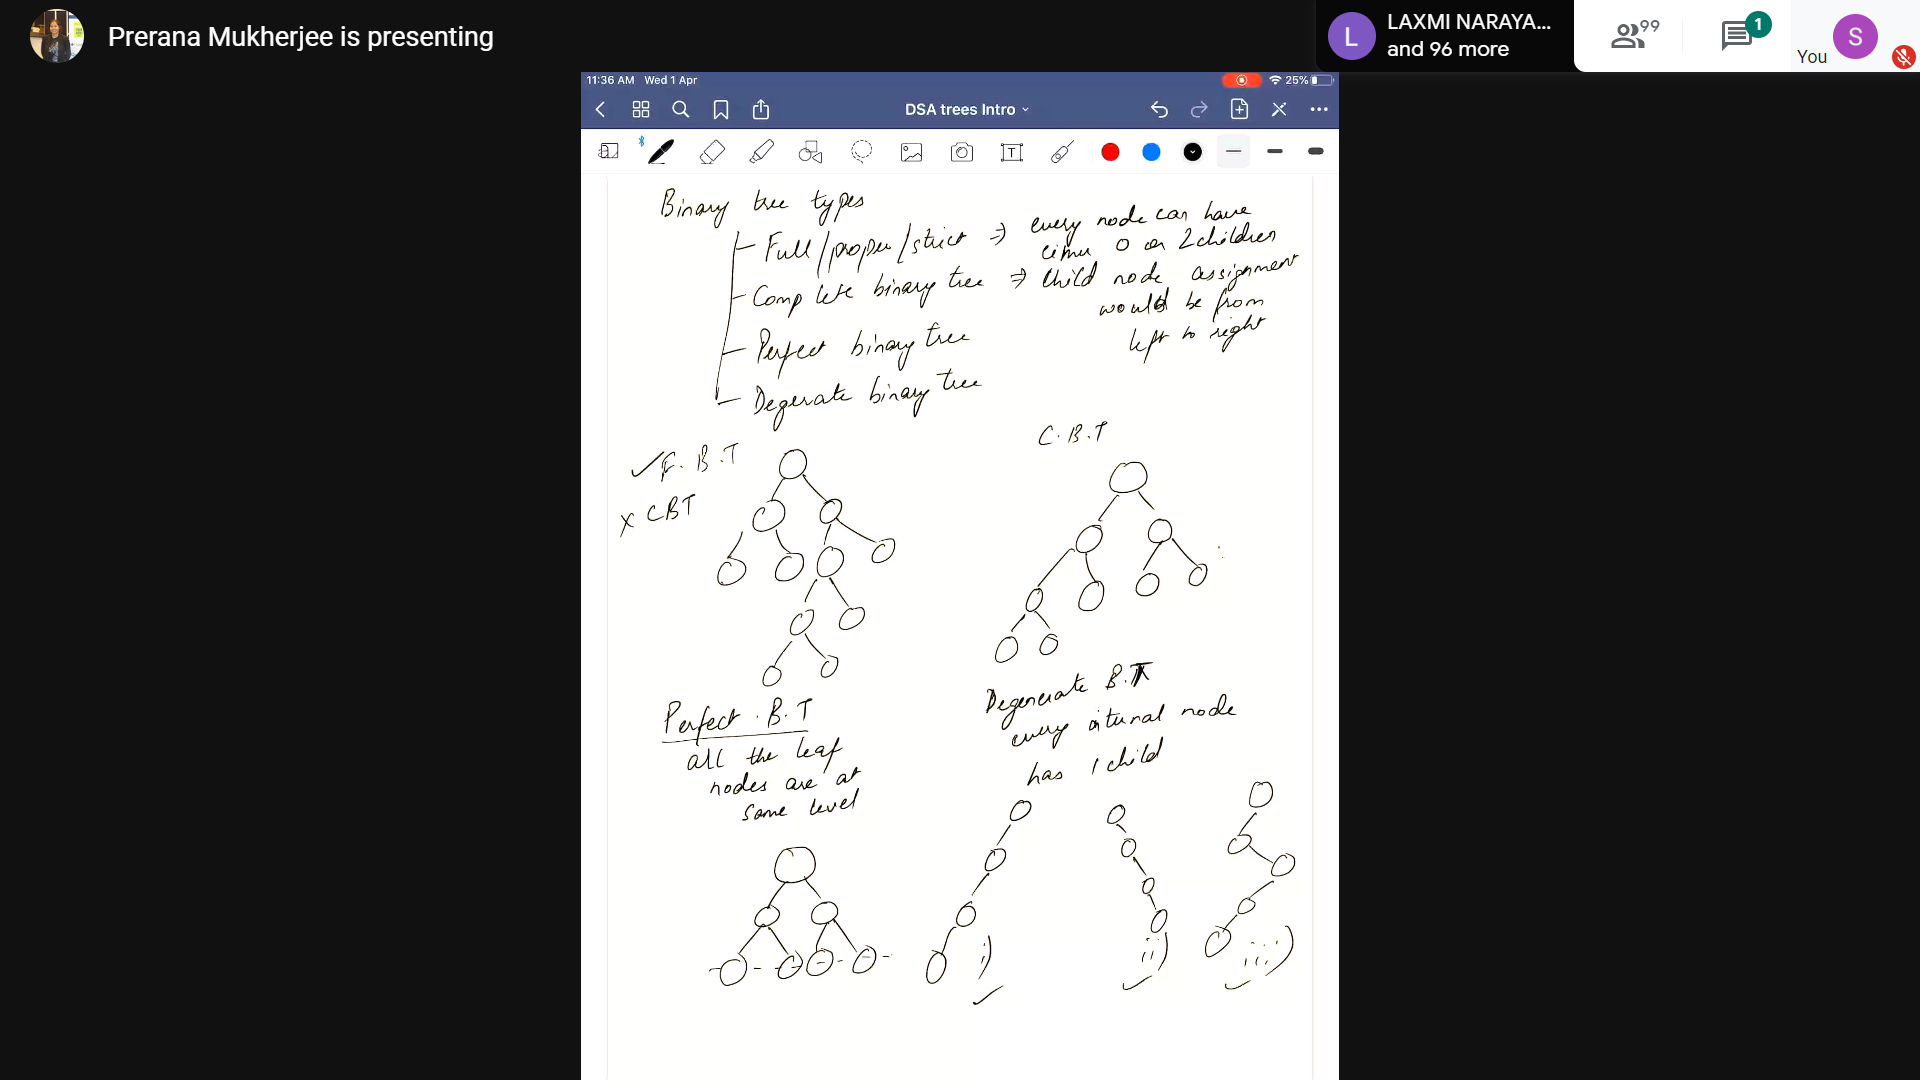 Prerana Mukherjee is presenting
L
LAXMI NARAYA...
and 96 more
99
1
You
S
11:36 AM Wed 1 Apr
25%
DSA trees Intro
Binary tree types
Full/proper/strict ⇒ every node can have
either 0 or 2 children
Complete binary tree ⇒ Child node assignment
would be from
left to right
Perfect binary tree
Degerate binary tree
✓ F.B.T
x CBT
C.B.T
Perfect.B.T
all the leaf
nodes are at
same level
Degenerate B.T
every internal node
has 1 child
i)
ii)
iii)